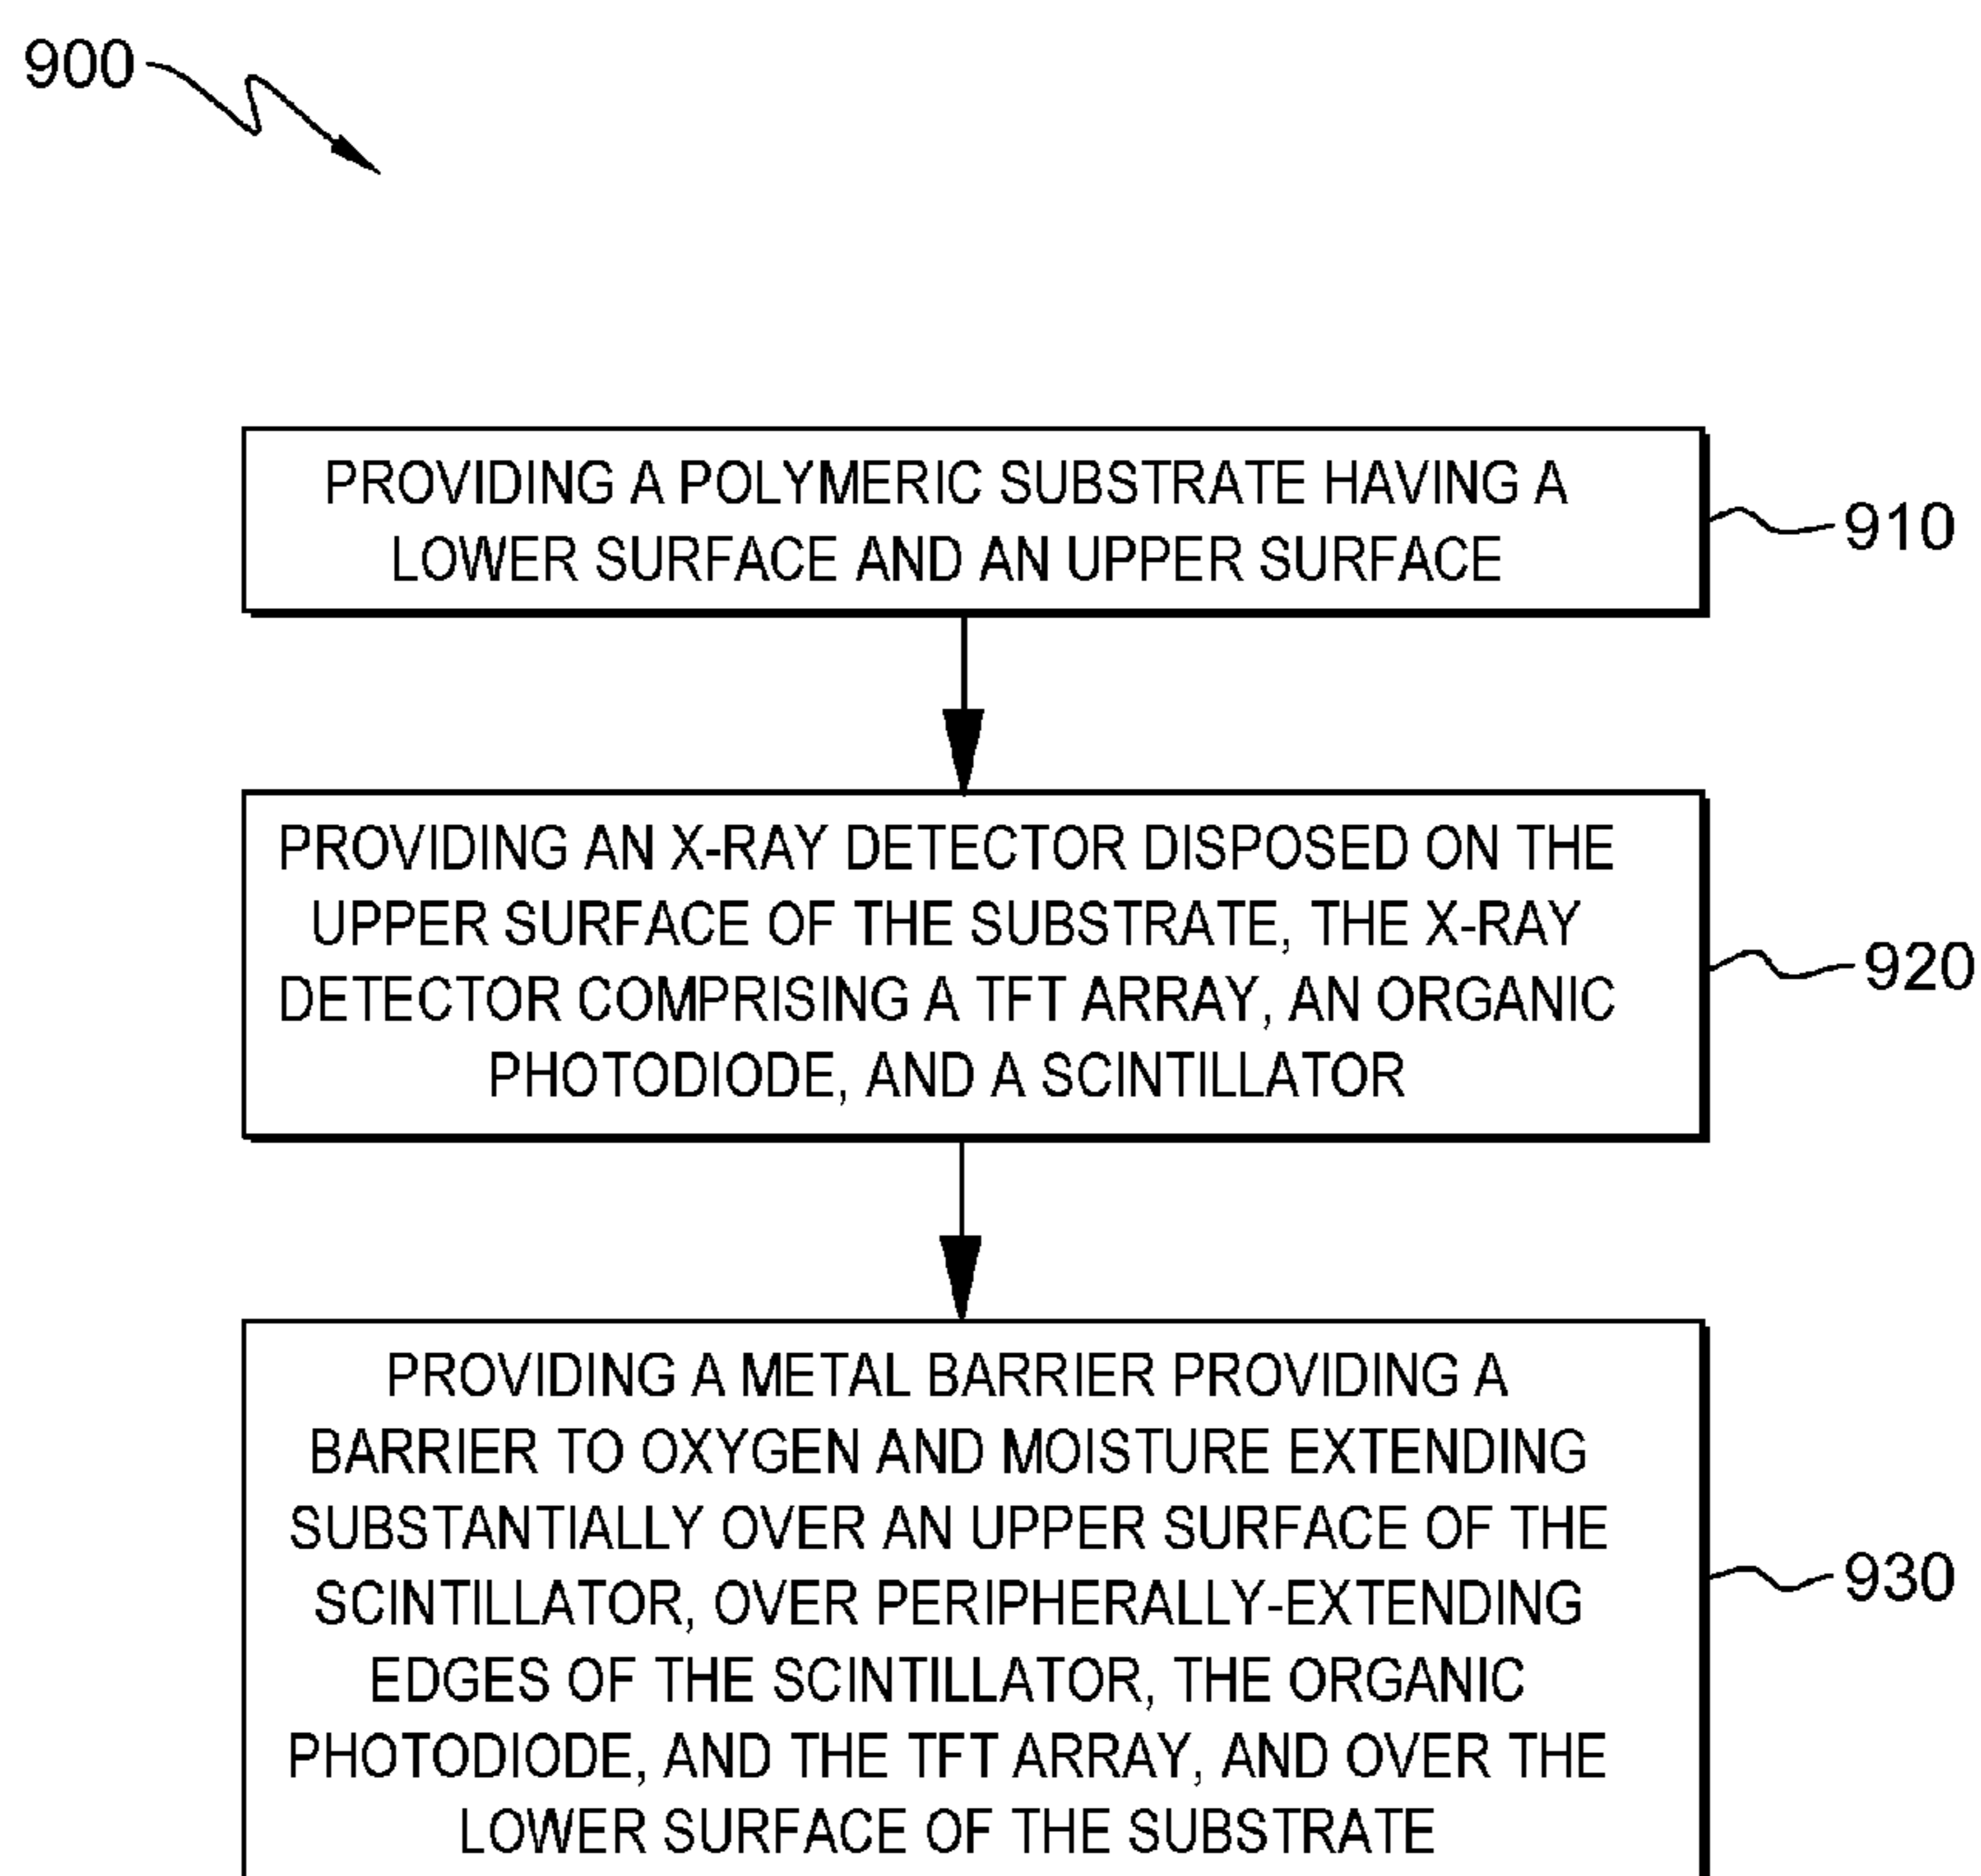 900
PROVIDING A POLYMERIC SUBSTRATE HAVING A
LOWER SURFACE AND AN UPPER SURFACE
910
PROVIDING AN X-RAY DETECTOR DISPOSED ON THE
UPPER SURFACE OF THE SUBSTRATE, THE X-RAY
DETECTOR COMPRISING A TFT ARRAY, AN ORGANIC
PHOTODIODE, AND A SCINTILLATOR
920
PROVIDING A METAL BARRIER PROVIDING A
BARRIER TO OXYGEN AND MOISTURE EXTENDING
SUBSTANTIALLY OVER AN UPPER SURFACE OF THE
SCINTILLATOR, OVER PERIPHERALLY-EXTENDING
EDGES OF THE SCINTILLATOR, THE ORGANIC
PHOTODIODE, AND THE TFT ARRAY, AND OVER THE
LOWER SURFACE OF THE SUBSTRATE
930